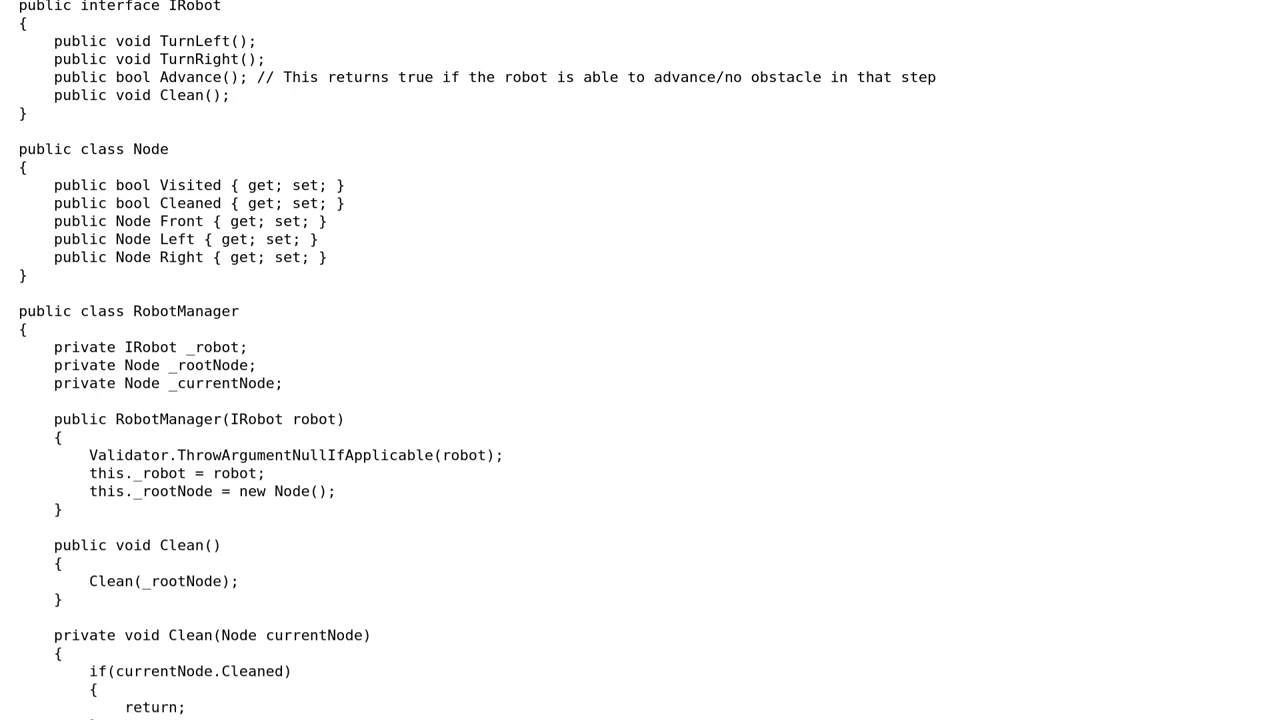 public interface IRobot
{
    public void TurnLeft();
    public void TurnRight();
    public bool Advance(); // This returns true if the robot is able to advance/no obstacle in that step
    public void Clean();
}

public class Node
{
    public bool Visited { get; set; }
    public bool Cleaned { get; set; }
    public Node Front { get; set; }
    public Node Left { get; set; }
    public Node Right { get; set; }
}

public class RobotManager
{
    private IRobot _robot;
    private Node _rootNode;
    private Node _currentNode;

    public RobotManager(IRobot robot)
    {
        Validator.ThrowArgumentNullIfApplicable(robot);
        this._robot = robot;
        this._rootNode = new Node();
    }

    public void Clean()
    {
        Clean(_rootNode);
    }

    private void Clean(Node currentNode)
    {
        if(currentNode.Cleaned)
        {
            return;